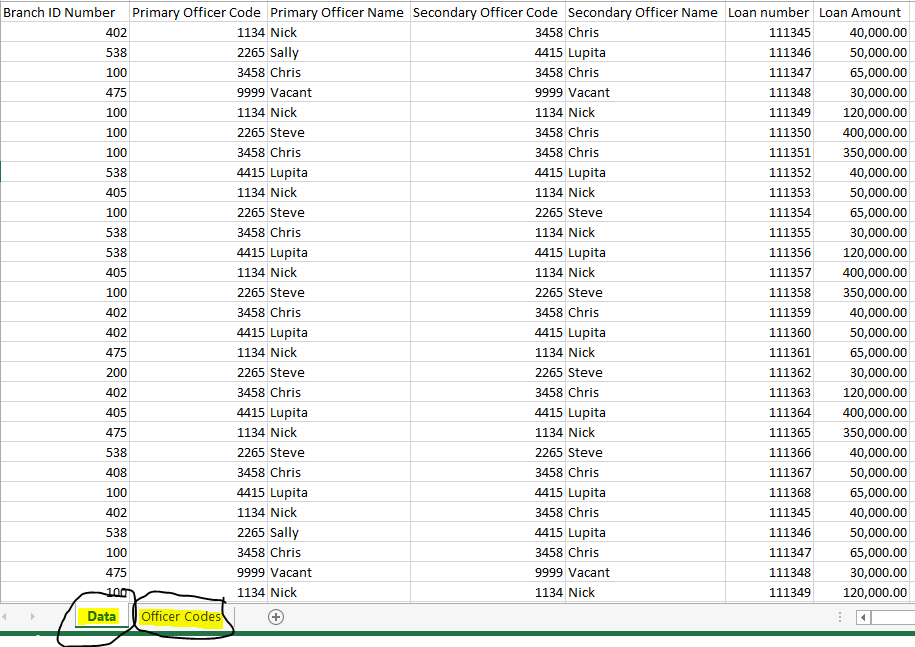 Branch ID Number Primary Officer Code Primary Officer Name Secondary Officer Code Secondary Officer Name Loan number Loan Amount
402 1134 Nick 3458 Chris 111345 40,000.00
538 2265 Sally 4415 Lupita 111346 50,000.00
100 3458 Chris 3458 Chris 111347 65,000.00
475 9999 Vacant 9999 Vacant 111348 30,000.00
100 1134 Nick 1134 Nick 111349 120,000.00
100 2265 Steve 3458 Chris 111350 400,000.00
100 3458 Chris 3458 Chris 111351 350,000.00
538 4415 Lupita 4415 Lupita 111352 40,000.00
405 1134 Nick 1134 Nick 111353 50,000.00
100 2265 Steve 2265 Steve 111354 65,000.00
538 3458 Chris 1134 Nick 111355 30,000.00
538 4415 Lupita 4415 Lupita 111356 120,000.00
405 1134 Nick 1134 Nick 111357 400,000.00
100 2265 Steve 2265 Steve 111358 350,000.00
402 3458 Chris 3458 Chris 111359 40,000.00
402 4415 Lupita 4415 Lupita 111360 50,000.00
475 1134 Nick 1134 Nick 111361 65,000.00
200 2265 Steve 2265 Steve 111362 30,000.00
402 3458 Chris 3458 Chris 111363 120,000.00
405 4415 Lupita 4415 Lupita 111364 400,000.00
475 1134 Nick 1134 Nick 111365 350,000.00
538 2265 Steve 2265 Steve 111366 40,000.00
408 3458 Chris 3458 Chris 111367 50,000.00
100 4415 Lupita 4415 Lupita 111368 65,000.00
402 1134 Nick 3458 Chris 111345 40,000.00
538 2265 Sally 4415 Lupita 111346 50,000.00
100 3458 Chris 3458 Chris 111347 65,000.00
475 9999 Vacant 9999 Vacant 111348 30,000.00
100 1134 Nick 1134 Nick 111349 120,000.00
Data Officer Codes